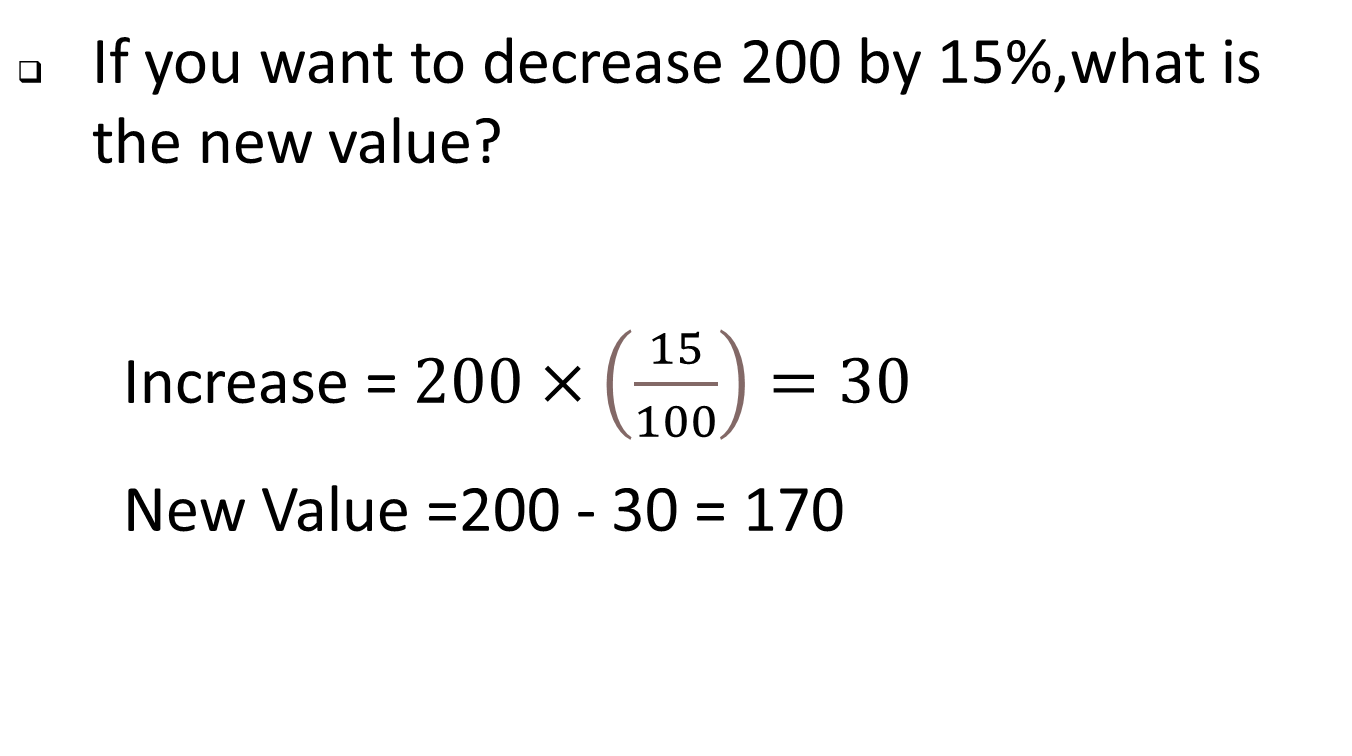 ❑ If you want to decrease 200 by 15%,what is
the new value?
Increase = 200 × (15/100) = 30
New Value =200 - 30 = 170